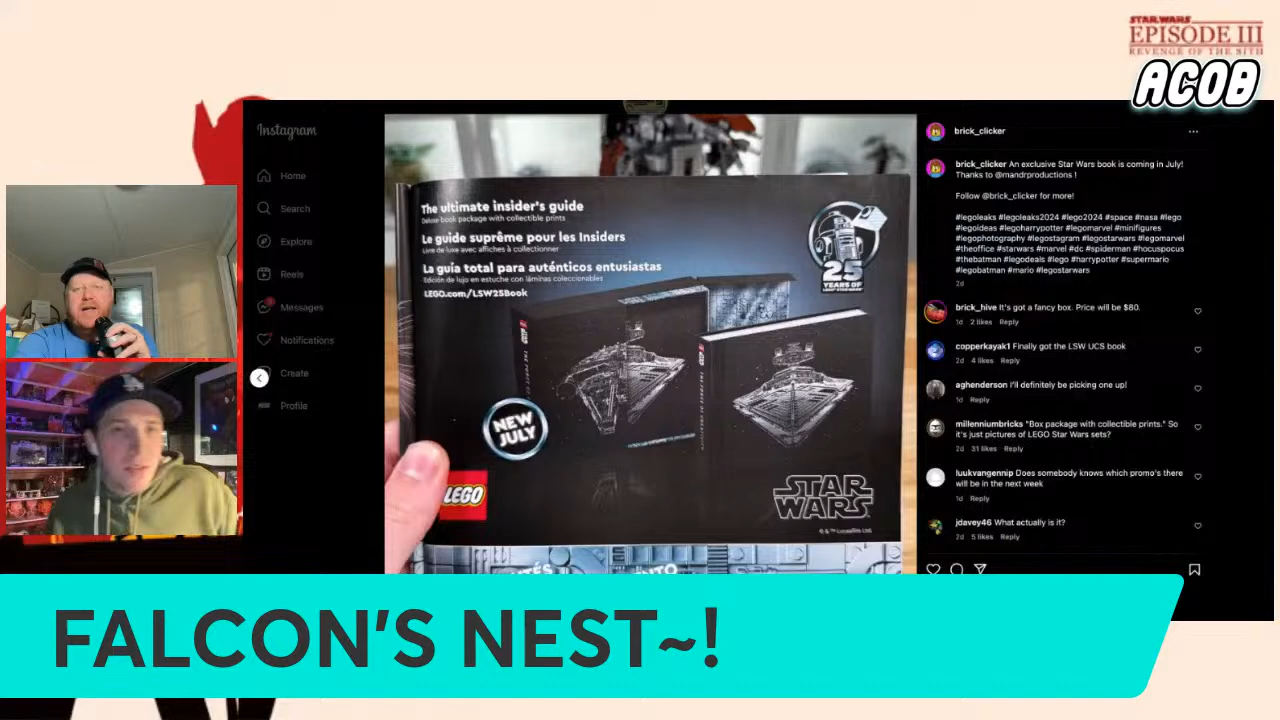 STAR WARS
EPISODE III
REVENGE OF THE SITH
ACOB
Instagram
Home
Search
Explore
Reels
Messages
Notifications
Create
Profile
The ultimate insider's guide
Deluxe book package with collectible prints
Le guide suprême pour les Insiders
Livre de luxe avec affiches à collectionner
La guía total para auténticos entusiastas
Edición de lujo en estuche con láminas coleccionables
LEGO.com/LSW25Book
25
YEARS OF
LEGO STAR WARS
NEW
JULY
LEGO
STAR
WARS
© & ™ Lucasfilm Ltd.
brick_clicker
brick_clicker An exclusive Star Wars book is coming in July!
Thanks to @mandrproductions !
Follow @brick_clicker for more!
#legoleaks #legoleaks2024 #lego2024 #space #nasa #lego
#legoideas #legoharrypotter #legomarvel #minifigures
#legophotography #legostagram #legostarwars #legomarvel
#theoffice #starwars #marvel #dc #spiderman #hocuspocus
#thebatman #legodeals #lego #harrypotter #supermario
#legobatman #mario #legostarwars
2d
brick_hive It's got a fancy box. Price will be $80.
1d 2 likes Reply
copperkayak1 Finally got the LSW UCS book
2d 4 likes Reply
aghenderson I'll definitely be picking one up!
1d Reply
millenniumbricks "Box package with collectible prints." So
it's just pictures of LEGO Star Wars sets?
2d 31 likes Reply
luukvangennip Does somebody knows which promo's there
will be in the next week
1d Reply
jdavey46 What actually is it?
2d 5 likes Reply
FALCON'S NEST~!